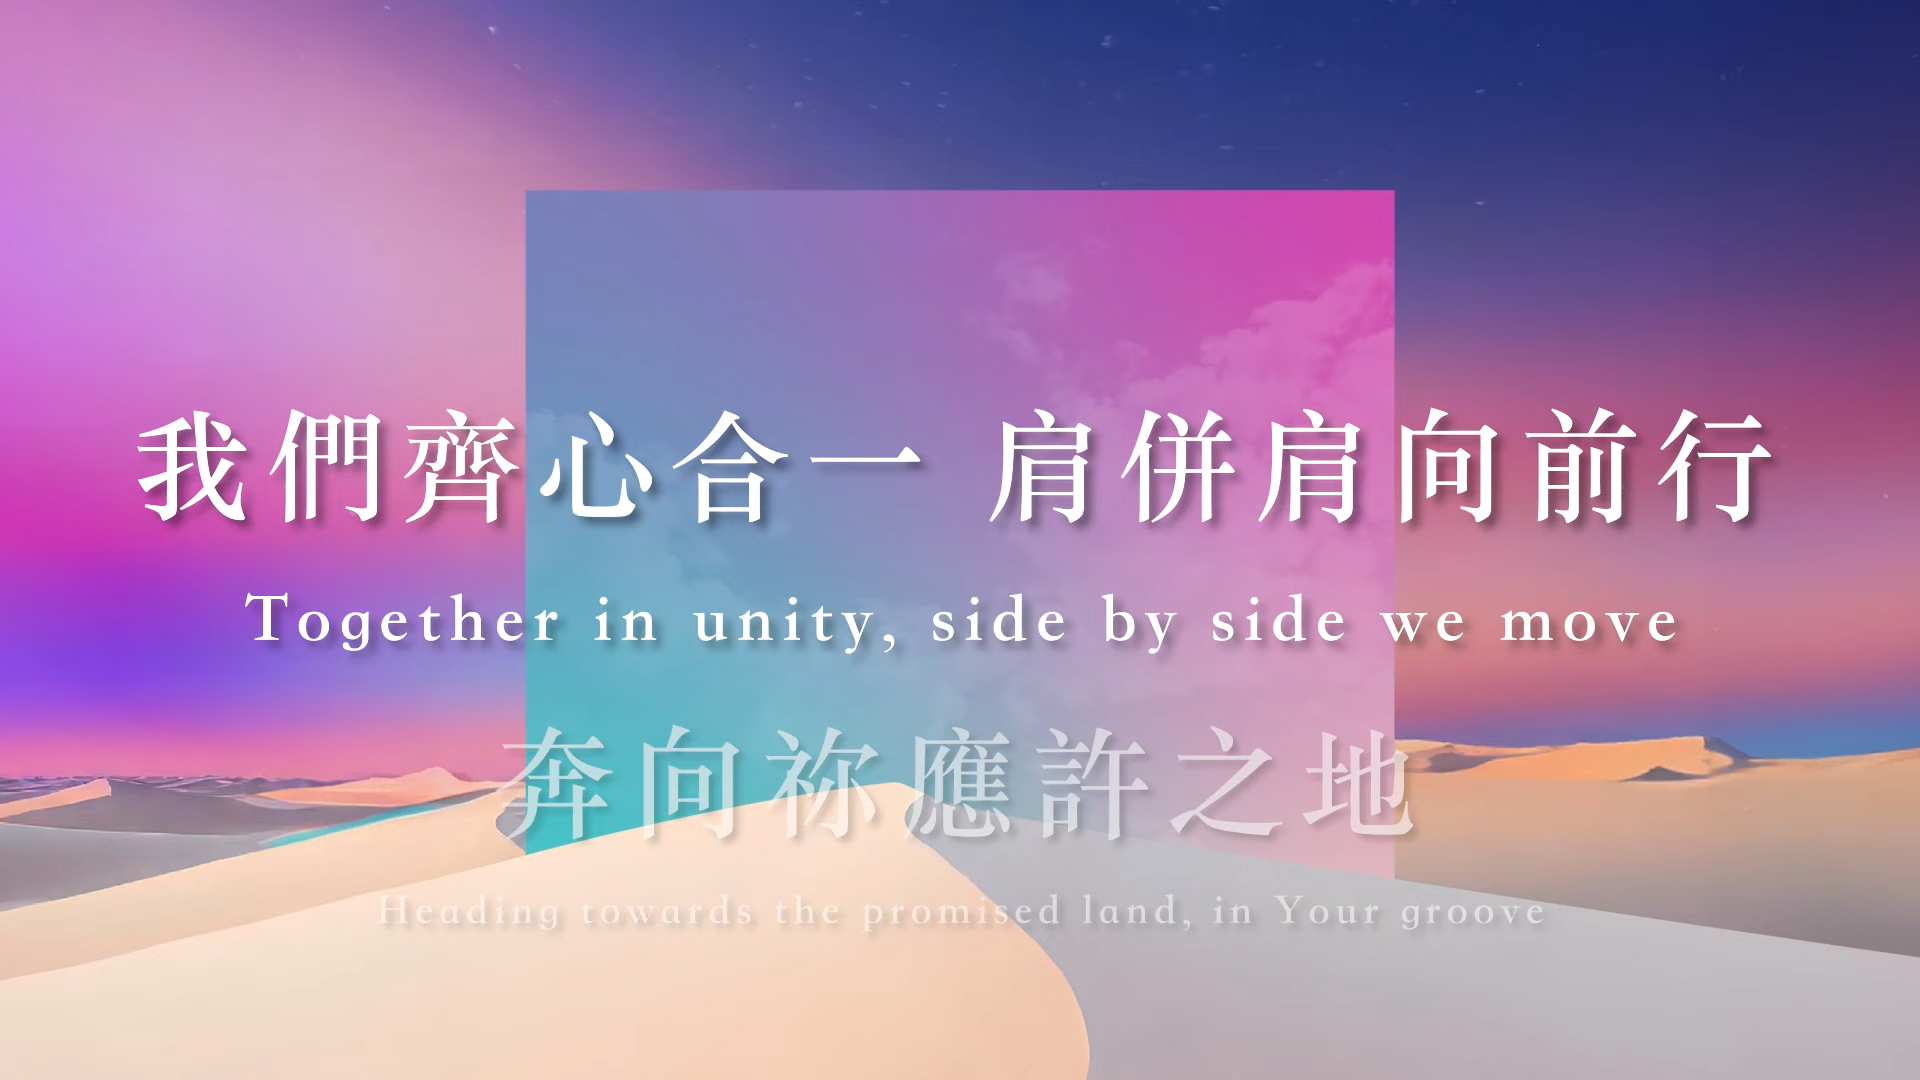 我們齊心合一 肩併肩向前行
Together in unity, side by side we move
奔向祢應許之地
Heading towards the promised land, in Your groove